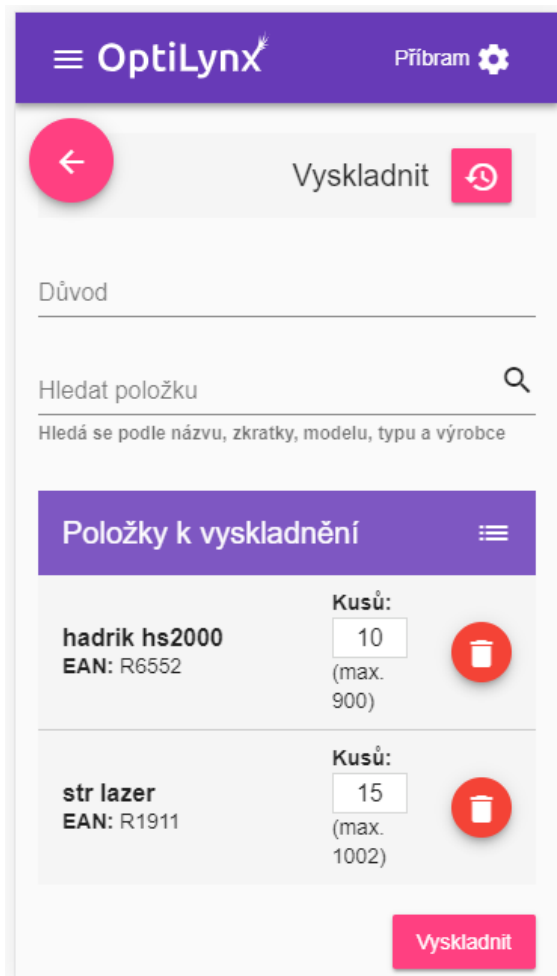 OptiLynx
Příbram
Vyskladnit
Důvod
Hledat položku
Hledá se podle názvu, zkratky, modelu, typu a výrobce
Položky k vyskladnění
hadrik hs2000
EAN: R6552
Kusů:
10
(max.
900)
str lazer
EAN: R1911
Kusů:
15
(max.
1002)
Vyskladnit